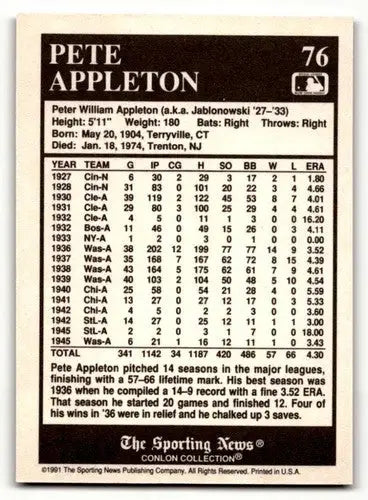 PETE
APPLETON
76
Peter William Appleton (a.k.a. Jablonowski '27–'33)
Height: 5'11" Weight: 180 Bats: Right Throws: Right
Born: May 20, 1904, Terryville, CT
Died: Jan. 18, 1974, Trenton, NJ
YEAR TEAM G IP CG H SO BB W L ERA
1927 Cin-N 6 30 2 29 3 17 2 1 1.80
1928 Cin-N 31 83 0 101 20 22 3 4 4.66
1930 Cle-A 39 119 2 122 45 53 8 7 4.01
1931 Cle-A 29 80 3 100 25 29 4 4 4.61
1932 Cle-A 4 5 0 11 1 3 0 0 16.20
1932 Bos-A 11 46 0 49 15 26 0 3 4.11
1933 NY-A 1 2 0 3 0 1 0 0 0.00
1936 Was-A 38 202 12 199 77 77 14 9 3.52
1937 Was-A 35 168 7 167 62 72 8 15 4.39
1938 Was-A 43 164 5 175 62 61 7 9 4.61
1939 Was-A 40 103 2 104 50 48 5 10 4.54
1940 Chi-A 25 58 0 54 21 28 4 0 5.59
1941 Chi-A 13 27 0 27 12 17 0 3 5.33
1942 Chi-A 4 5 0 2 2 3 0 0 3.60
1942 StL-A 14 27 0 25 12 11 1 1 3.00
1945 StL-A 2 2 0 3 1 7 0 0 18.00
1945 Was-A 6 21 1 16 12 11 1 0 3.43
TOTAL 341 1142 34 1187 420 486 57 66 4.30
Pete Appleton pitched 14 seasons in the major leagues,
finishing with a 57–66 lifetime mark. His best season was
1936 when he compiled a 14–9 record with a fine 3.52 ERA.
That season he started 20 games and finished 12. Four of
his wins in '36 were in relief and he chalked up 3 saves.
The Sporting News®
CONLON COLLECTION®
©1991 The Sporting News Publishing Company. All Rights Reserved. Printed in U.S.A.